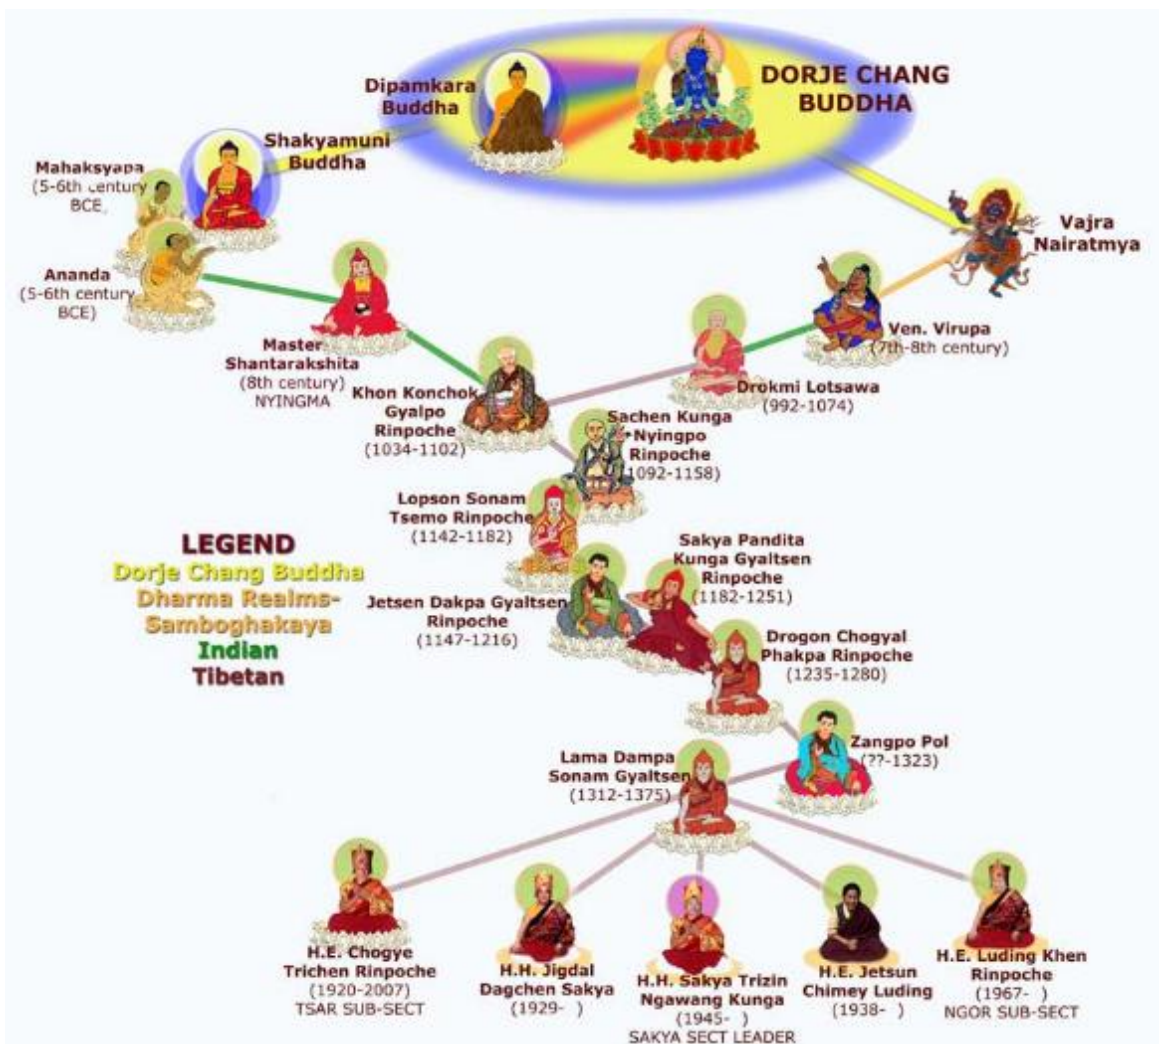 DORJE CHANG
BUDDHA
Dipamkara
Buddha
Shakyamuni
Buddha
Mahaksyapa
(5-6th century
BCE,
Ananda
(5-6th century
BCE)
Vajra
Nairatmya
Master
Shantarakshita
(8th century)
NYINGMA
Ven. Virupa
(7th-8th century)
Khon Konchok
Gyalpo
Rinpoche
(1034-1102)
Drokmi Lotsawa
(992-1074)
Sachen Kunga
Nyingpo
Rinpoche
1092-1158)
Lopson Sonam
Tsemo Rinpoche
(1142-1182)
LEGEND
Dorje Chang Buddha
Dharma Realms-
Samboghakaya
Indian
Tibetan
Sakya Pandita
Kunga Gyaltsen
Rinpoche
(1182-1251)
Jetsen Dakpa Gyaltsen
Rinpoche
(1147-1216)
Drogon Chogyal
Phakpa Rinpoche
(1235-1280)
Zangpo Pol
(??-1323)
Lama Dampa
Sonam Gyaltsen
(1312-1375)
H.E. Chogye
Trichen Rinpoche
(1920-2007)
TSAR SUB-SECT
H.H. Jigdal
Dagchen Sakya
(1929- )
H.H. Sakya Trizin
Ngawang Kunga
(1945- )
SAKYA SECT LEADER
H.E. Jetsun
Chimey Luding
(1938- )
H.E. Luding Khen
Rinpoche
(1967- )
NGOR SUB-SECT